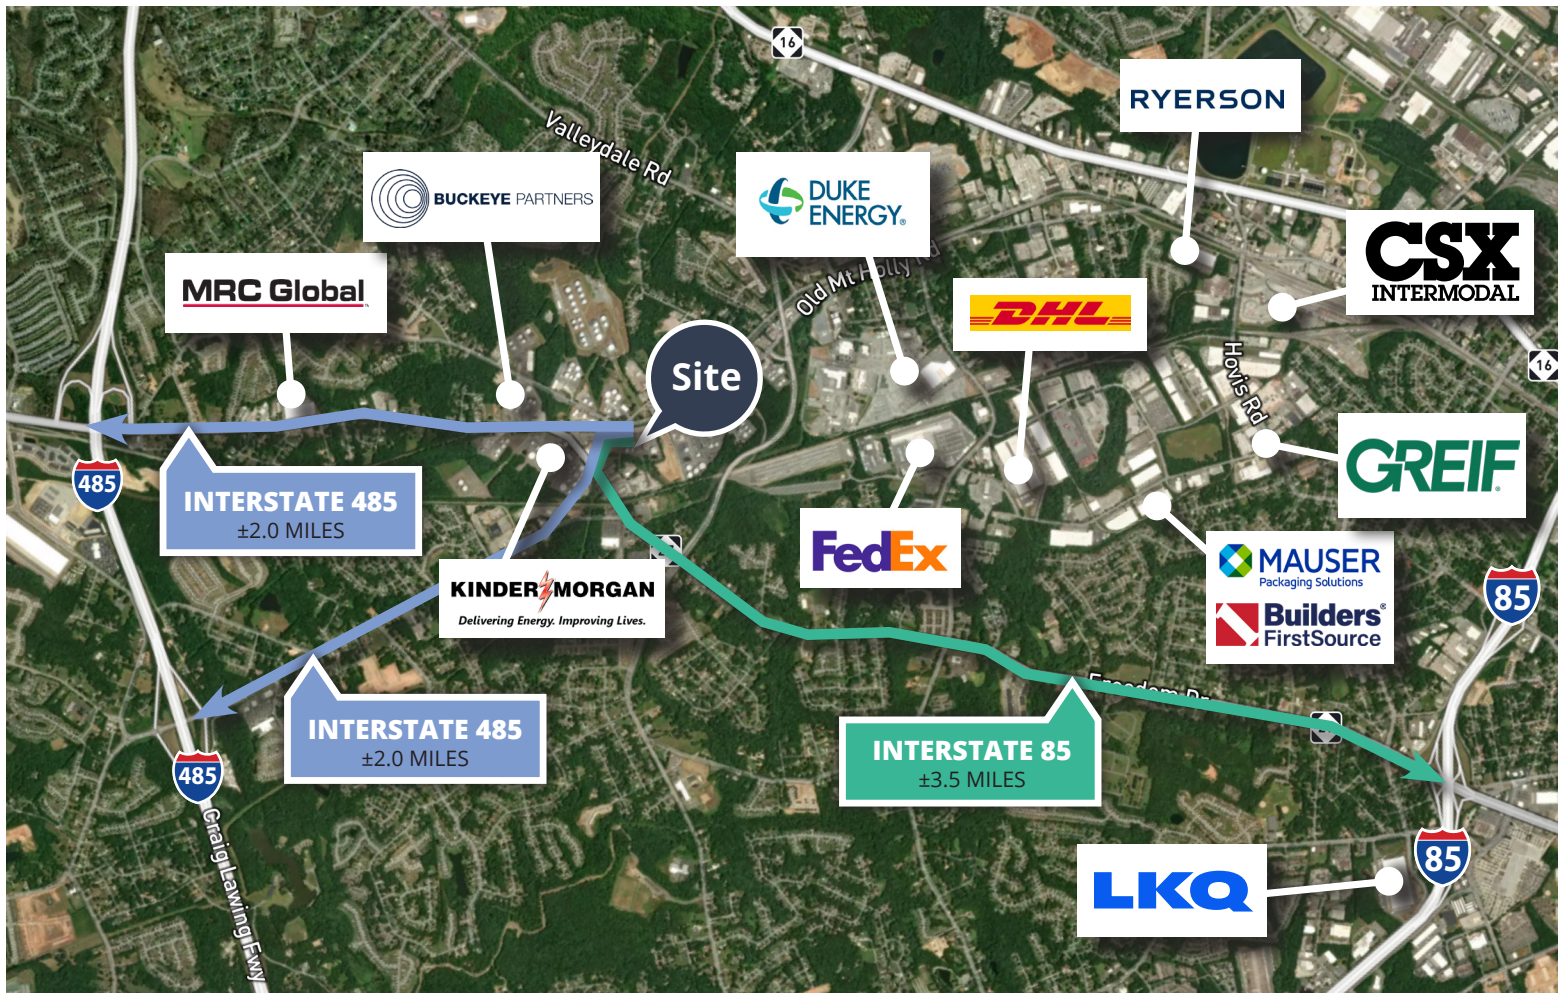 16
RYERSON
Valleydale Rd
BUCKEYE PARTNERS
DUKE
ENERGY®
CSX
INTERMODAL
Old Mt Holly Rd
MRC Global
DHL
Site
Hovis Rd
16
GREIF
485
INTERSTATE 485
±2.0 MILES
FedEx
MAUSER
Packaging Solutions
Builders®
FirstSource
KINDER MORGAN
Delivering Energy. Improving Lives.
85
Freedom Dr
INTERSTATE 485
±2.0 MILES
INTERSTATE 85
±3.5 MILES
485
Craig Lawing Fwy
85
LKQ